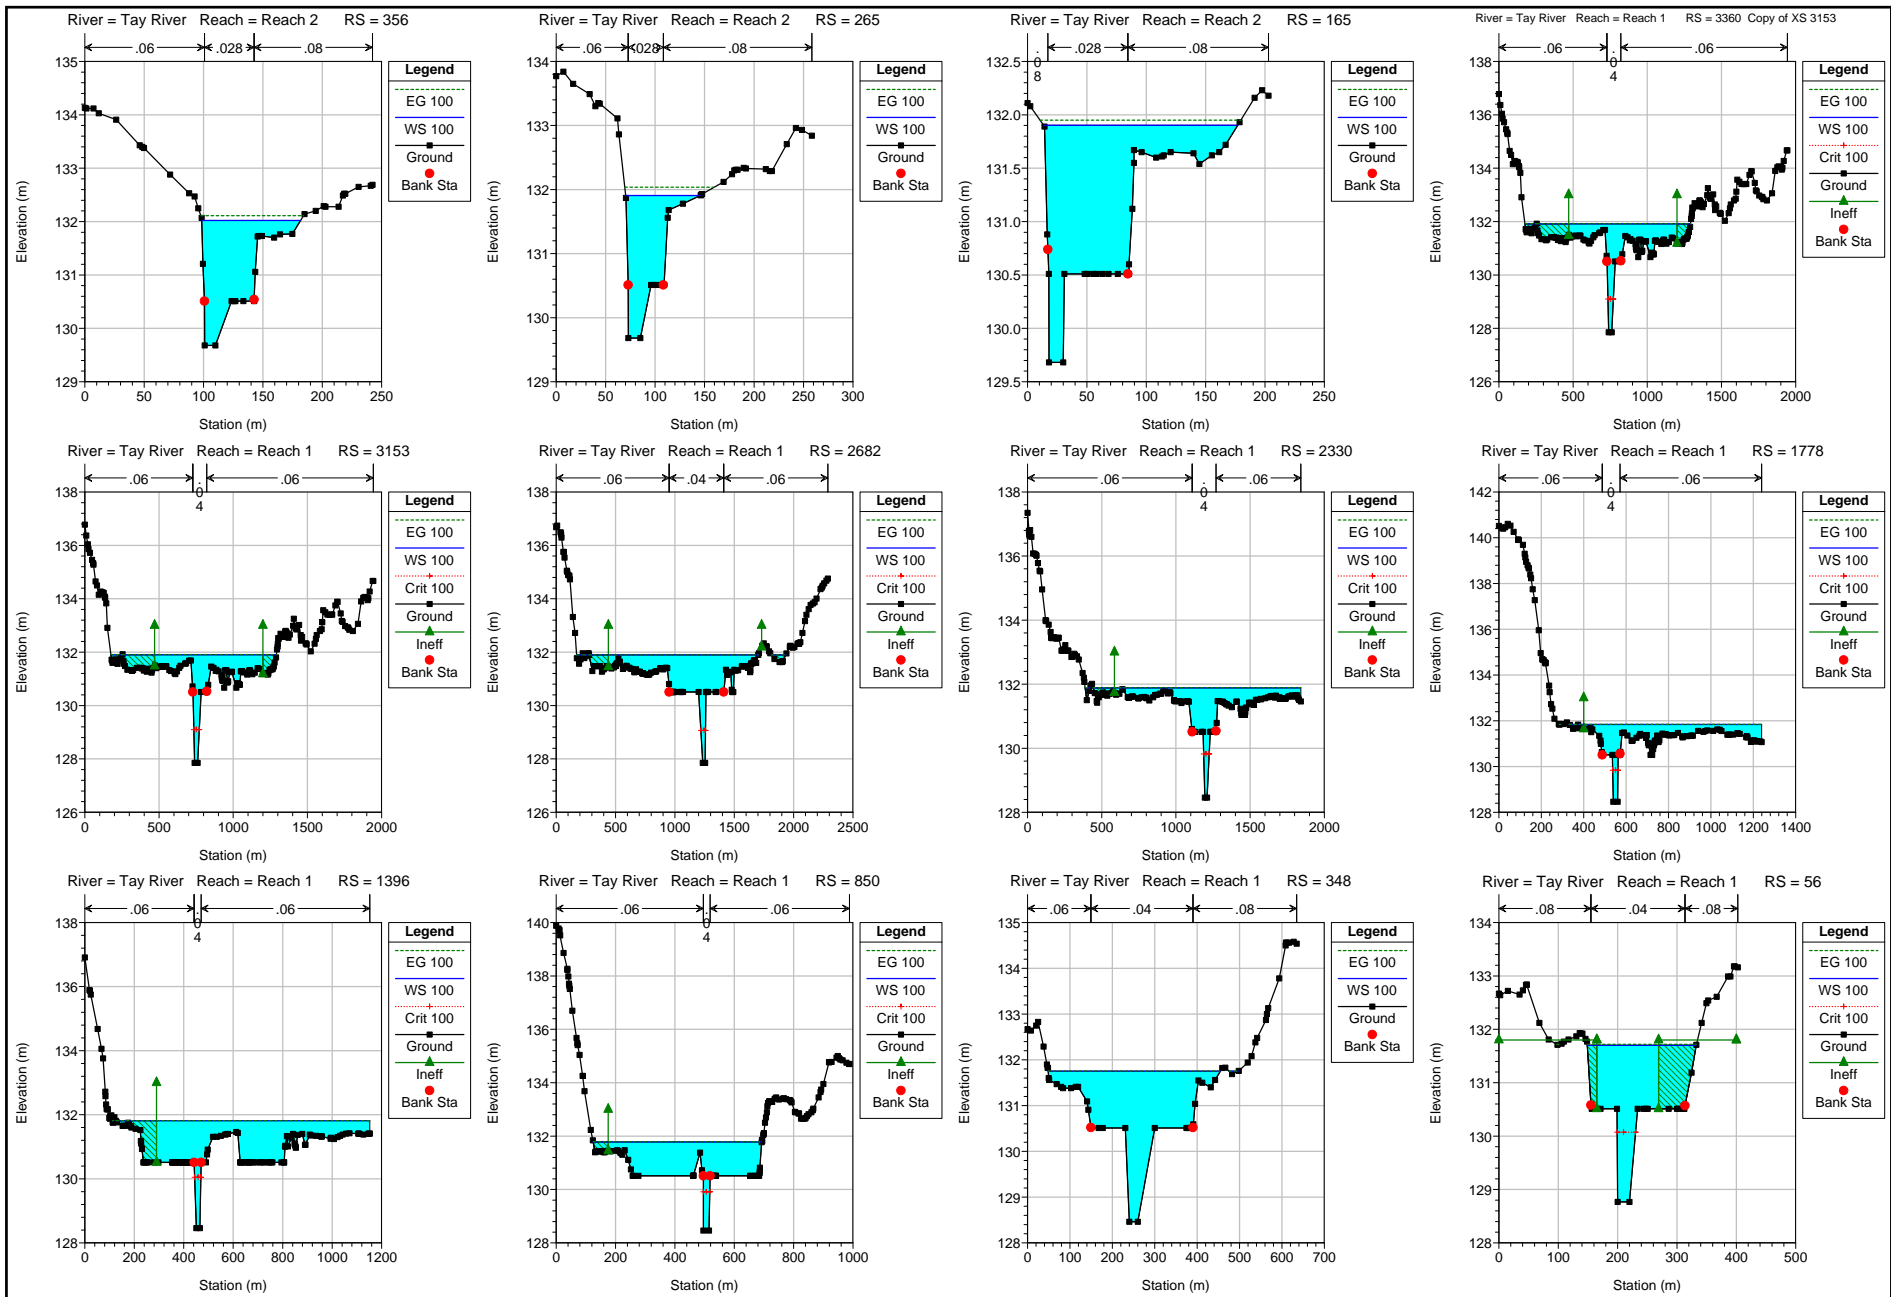 River = Tay River Reach = Reach 2 RS = 356
.06 .028 .08
135
134
133
132
131
130
129
0 50 100 150 200 250
Station (m)
Elevation (m)
Legend
EG 100
WS 100
Ground
Bank Sta
River = Tay River Reach = Reach 2 RS = 265
.06 .028 .08
134
133
132
131
130
129
0 50 100 150 200 250 300
Station (m)
Elevation (m)
Legend
EG 100
WS 100
Ground
Bank Sta
River = Tay River Reach = Reach 2 RS = 165
.08 .028 .08
132.5
132.0
131.5
131.0
130.5
130.0
129.5
0 50 100 150 200 250
Station (m)
Elevation (m)
Legend
EG 100
WS 100
Ground
Bank Sta
River = Tay River Reach = Reach 1 RS = 3360 Copy of XS 3153
.06 .04 .06
138
136
134
132
130
128
126
0 500 1000 1500 2000
Station (m)
Elevation (m)
Legend
EG 100
WS 100
Crit 100
Ground
Ineff
Bank Sta
River = Tay River Reach = Reach 1 RS = 3153
.06 .04 .06
138
136
134
132
130
128
126
0 500 1000 1500 2000
Station (m)
Elevation (m)
Legend
EG 100
WS 100
Crit 100
Ground
Ineff
Bank Sta
River = Tay River Reach = Reach 1 RS = 2682
.06 .04 .06
138
136
134
132
130
128
126
0 500 1000 1500 2000 2500
Station (m)
Elevation (m)
Legend
EG 100
WS 100
Crit 100
Ground
Ineff
Bank Sta
River = Tay River Reach = Reach 1 RS = 2330
.06 .04 .06
138
136
134
132
130
128
0 500 1000 1500 2000
Station (m)
Elevation (m)
Legend
EG 100
WS 100
Crit 100
Ground
Ineff
Bank Sta
River = Tay River Reach = Reach 1 RS = 1778
.06 .04 .06
142
140
138
136
134
132
130
128
0 200 400 600 800 1000 1200 1400
Station (m)
Elevation (m)
Legend
EG 100
WS 100
Crit 100
Ground
Ineff
Bank Sta
River = Tay River Reach = Reach 1 RS = 1396
.06 .04 .06
138
136
134
132
130
128
0 200 400 600 800 1000 1200
Station (m)
Elevation (m)
Legend
EG 100
WS 100
Crit 100
Ground
Ineff
Bank Sta
River = Tay River Reach = Reach 1 RS = 850
.06 .04 .06
140
138
136
134
132
130
128
0 200 400 600 800 1000
Station (m)
Elevation (m)
Legend
EG 100
WS 100
Crit 100
Ground
Ineff
Bank Sta
River = Tay River Reach = Reach 1 RS = 348
.06 .04 .08
135
134
133
132
131
130
129
128
0 100 200 300 400 500 600 700
Station (m)
Elevation (m)
Legend
EG 100
WS 100
Ground
Bank Sta
River = Tay River Reach = Reach 1 RS = 56
.08 .04 .08
134
133
132
131
130
129
128
0 100 200 300 400 500
Station (m)
Elevation (m)
Legend
EG 100
WS 100
Crit 100
Ground
Ineff
Bank Sta